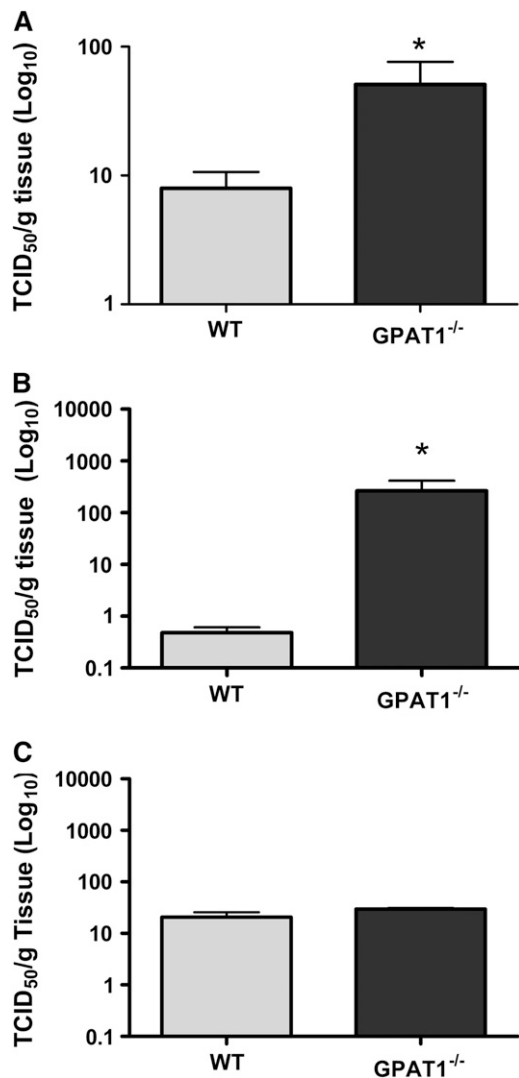 A
TCID₅₀/g tissue (Log₁₀)
100
10
1
*
WT
GPAT1⁻/⁻
B
TCID₅₀/g tissue (Log₁₀)
10000
1000
100
10
1
0.1
*
WT
GPAT1⁻/⁻
C
TCID₅₀/g Tissue (Log₁₀)
10000
1000
100
10
1
0.1
WT
GPAT1⁻/⁻